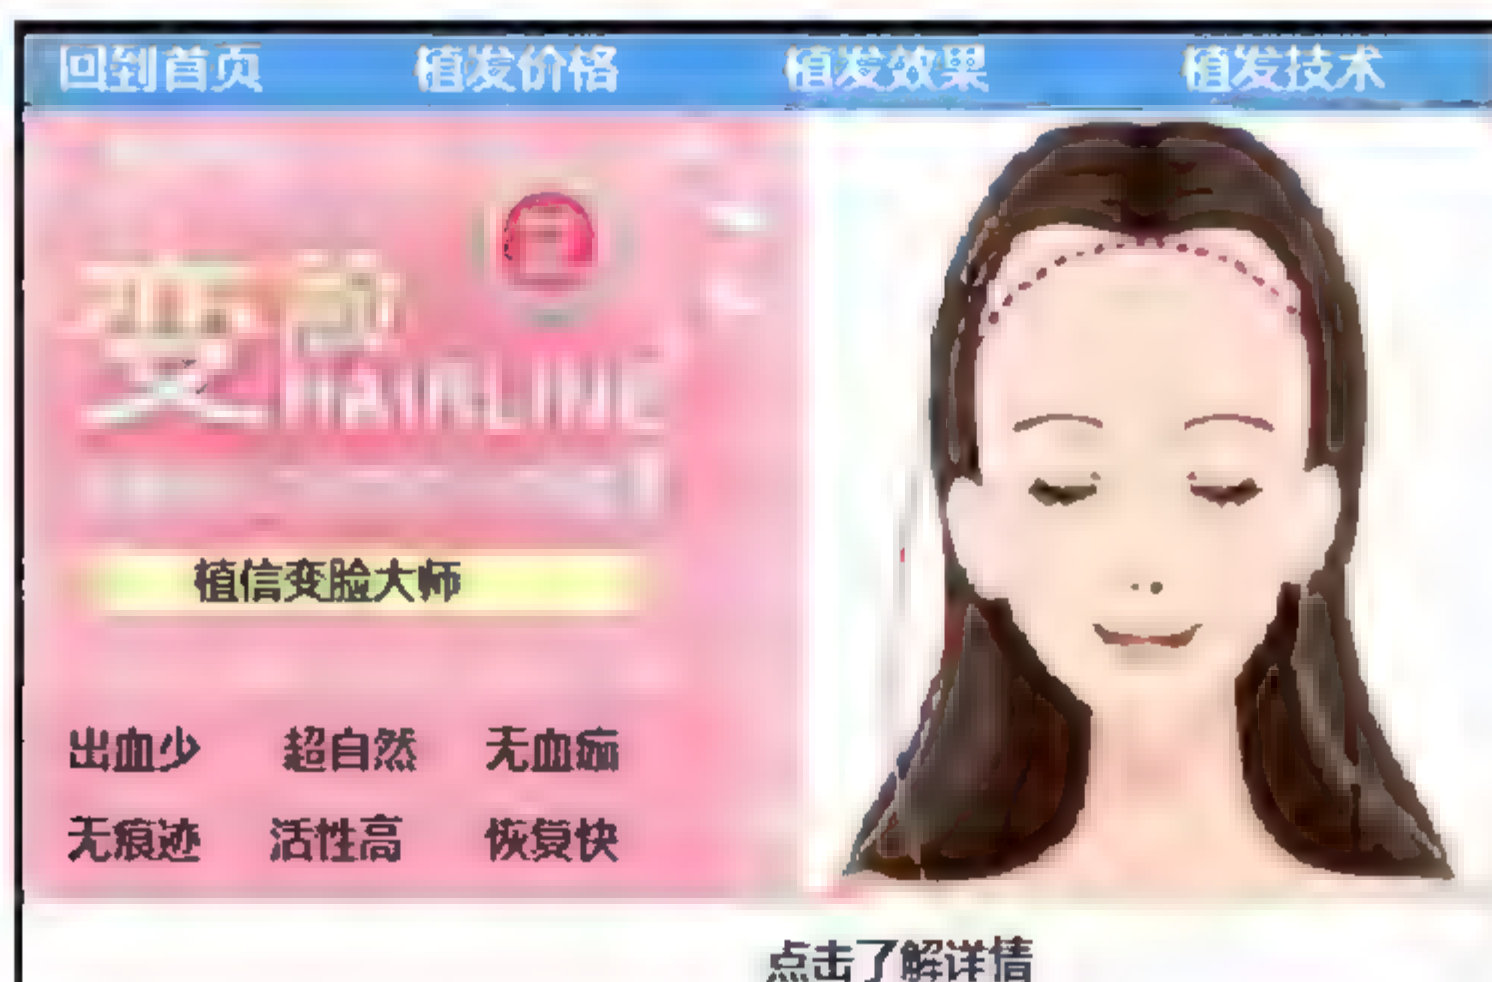 回到首页 植发价格 植发效果 植发技术
变
HAIRLINE
植信变脸大师
出血少 超自然 无血痂
无痕迹 活性高 恢复快
点击了解详情